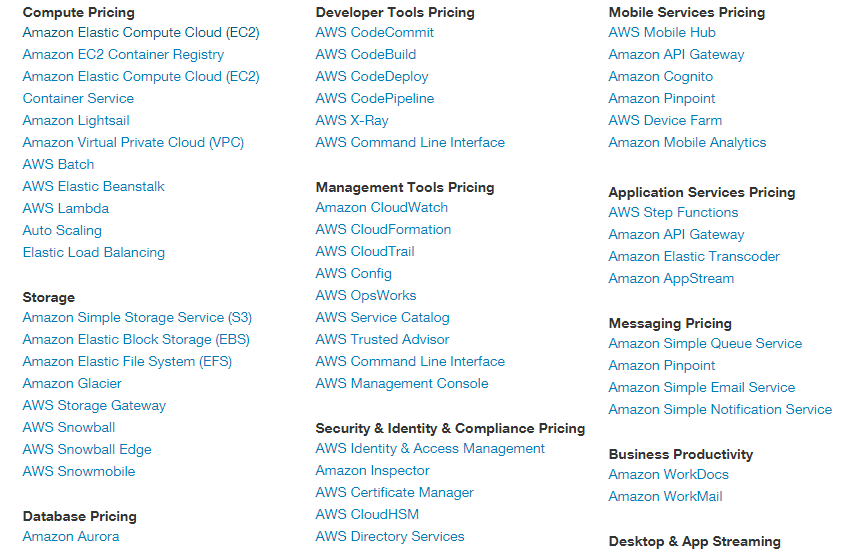 Compute Pricing
Amazon Elastic Compute Cloud (EC2)
Amazon EC2 Container Registry
Amazon Elastic Compute Cloud (EC2)
Container Service
Amazon Lightsail
Amazon Virtual Private Cloud (VPC)
AWS Batch
AWS Elastic Beanstalk
AWS Lambda
Auto Scaling
Elastic Load Balancing
Storage
Amazon Simple Storage Service (S3)
Amazon Elastic Block Storage (EBS)
Amazon Elastic File System (EFS)
Amazon Glacier
AWS Storage Gateway
AWS Snowball
AWS Snowball Edge
AWS Snowmobile
Database Pricing
Amazon Aurora
Developer Tools Pricing
AWS CodeCommit
AWS CodeBuild
AWS CodeDeploy
AWS CodePipeline
AWS X-Ray
AWS Command Line Interface
Management Tools Pricing
Amazon CloudWatch
AWS CloudFormation
AWS CloudTrail
AWS Config
AWS OpsWorks
AWS Service Catalog
AWS Trusted Advisor
AWS Command Line Interface
AWS Management Console
Security & Identity & Compliance Pricing
AWS Identity & Access Management
Amazon Inspector
AWS Certificate Manager
AWS CloudHSM
AWS Directory Services
Mobile Services Pricing
AWS Mobile Hub
Amazon API Gateway
Amazon Cognito
Amazon Pinpoint
AWS Device Farm
Amazon Mobile Analytics
Application Services Pricing
AWS Step Functions
Amazon API Gateway
Amazon Elastic Transcoder
Amazon AppStream
Messaging Pricing
Amazon Simple Queue Service
Amazon Pinpoint
Amazon Simple Email Service
Amazon Simple Notification Service
Business Productivity
Amazon WorkDocs
Amazon WorkMail
Desktop & App Streaming